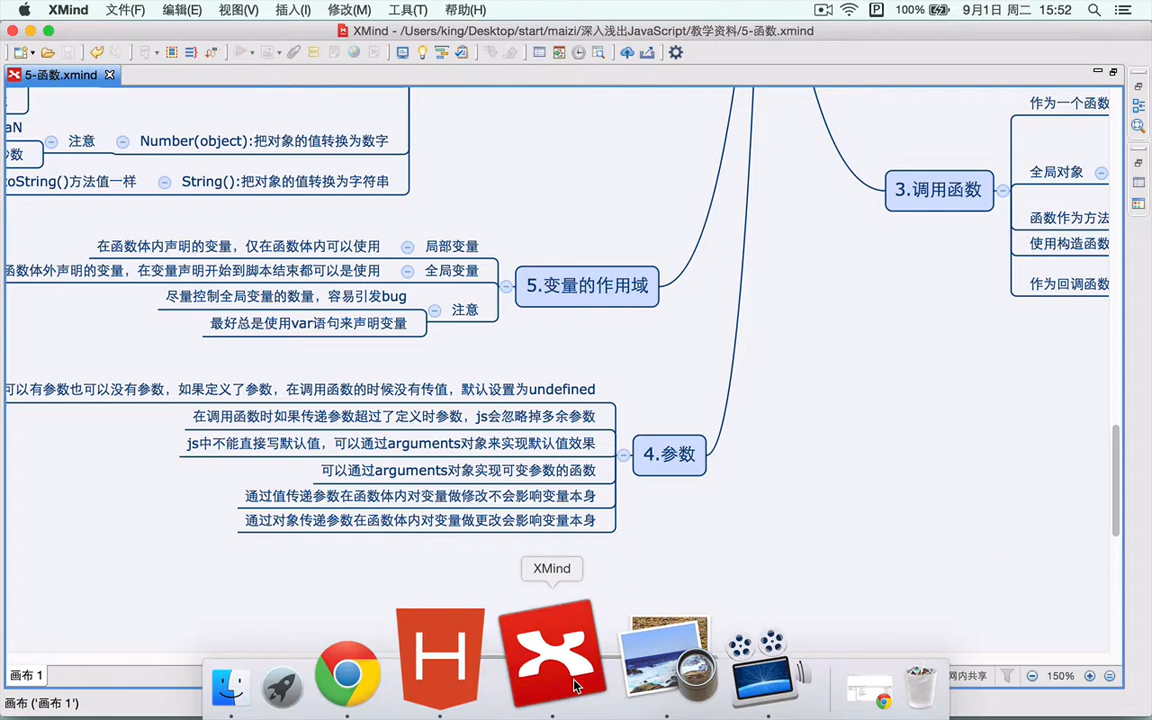 XMind 文件(F) 编辑(E) 视图(V) 插入(I) 修改(M) 工具(T) 帮助(H) P 100% 9月1日 周二 15:52
XMind - /Users/king/Desktop/start/maizi/深入浅出JavaScript/教学资料/5-函数.xmind
5-函数.xmind
aN
注意
Number(object):把对象的值转换为数字
少数
oString()方法值一样
String():把对象的值转换为字符串
作为一个函数
全局对象
3.调用函数
函数作为方法
使用构造函数
作为回调函数
在函数体内声明的变量，仅在函数体内可以使用
局部变量
函数体外声明的变量，在变量声明开始到脚本结束都可以是使用
全局变量
5.变量的作用域
尽量控制全局变量的数量，容易引发bug
注意
最好总是使用var语句来声明变量
可以有参数也可以没有参数，如果定义了参数，在调用函数的时候没有传值，默认设置为undefined
在调用函数时如果传递参数超过了定义时参数，js会忽略掉多余参数
js中不能直接写默认值，可以通过arguments对象来实现默认值效果
4.参数
可以通过arguments对象实现可变参数的函数
通过值传递参数在函数体内对变量做修改不会影响变量本身
通过对象传递参数在函数体内对变量做更改会影响变量本身
XMind
画布 1
网内共享
150%
画布 ('画布 1')